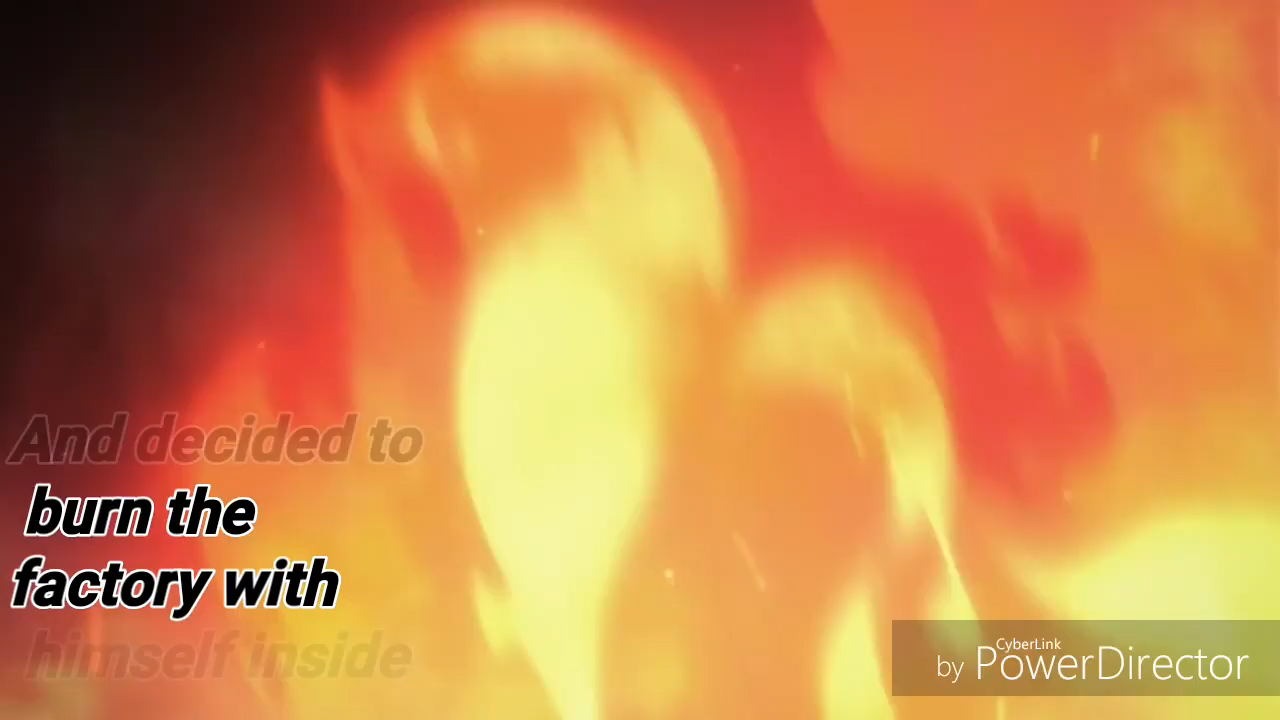 And decided to
burn the
factory with
himself inside
CyberLink
by PowerDirector